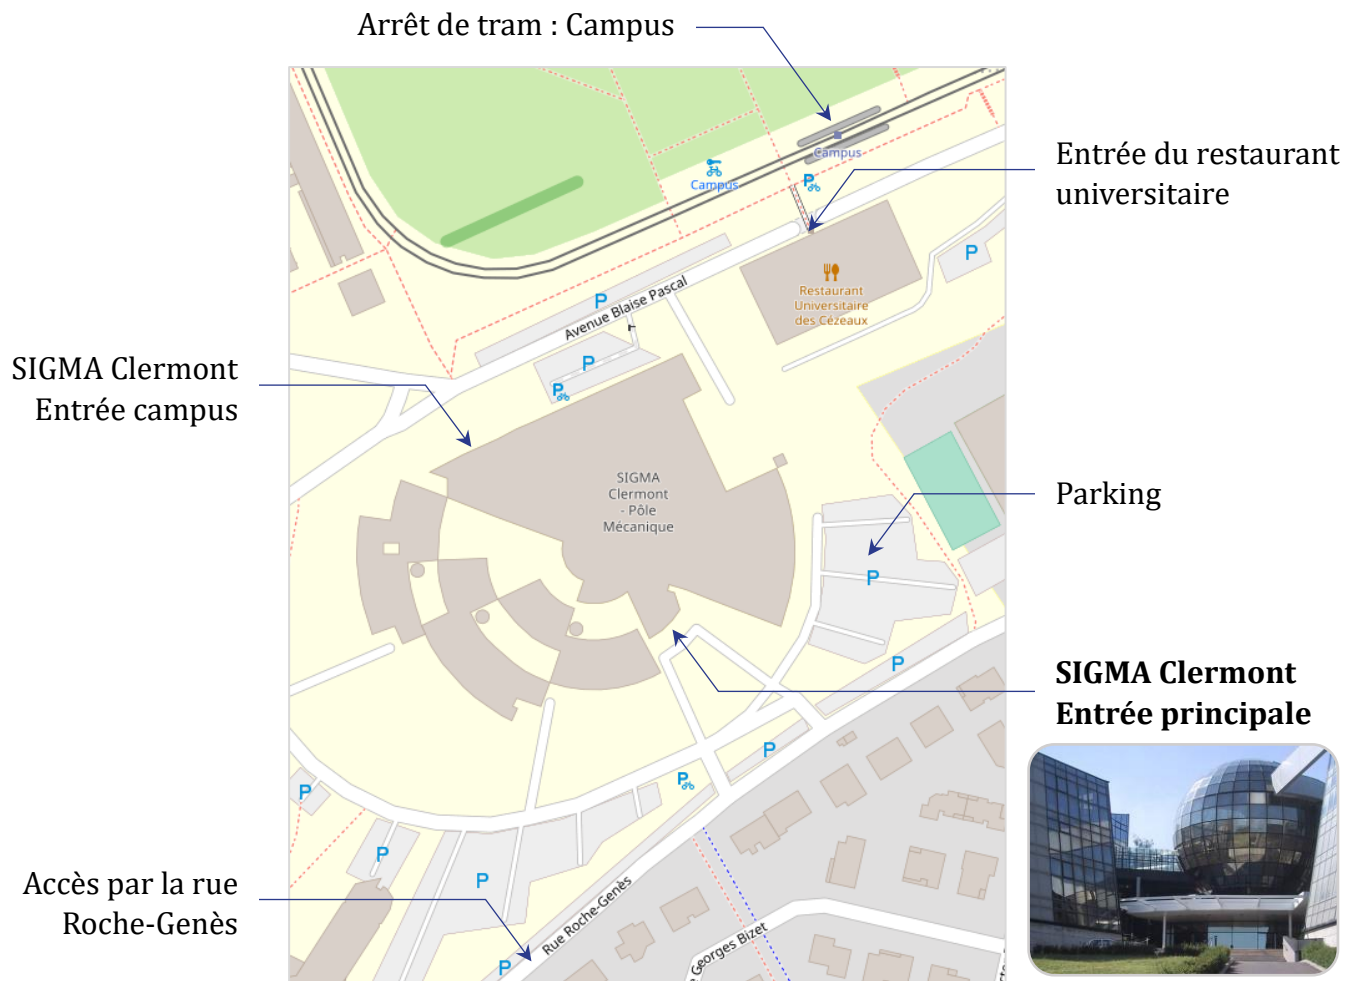 Arrêt de tram : Campus
Campus
Campus
Entrée du restaurant
universitaire
Restaurant
Universitaire
des Cézeaux
Avenue Blaise Pascal
SIGMA Clermont
Entrée campus
SIGMA
Clermont
- Pôle
Mécanique
Parking
SIGMA Clermont
Entrée principale
Accès par la rue
Roche-Genès
Rue Roche-Genès
Georges Bizet
P
P
P
P
P
P
P
P
P
P
P
P
P
P